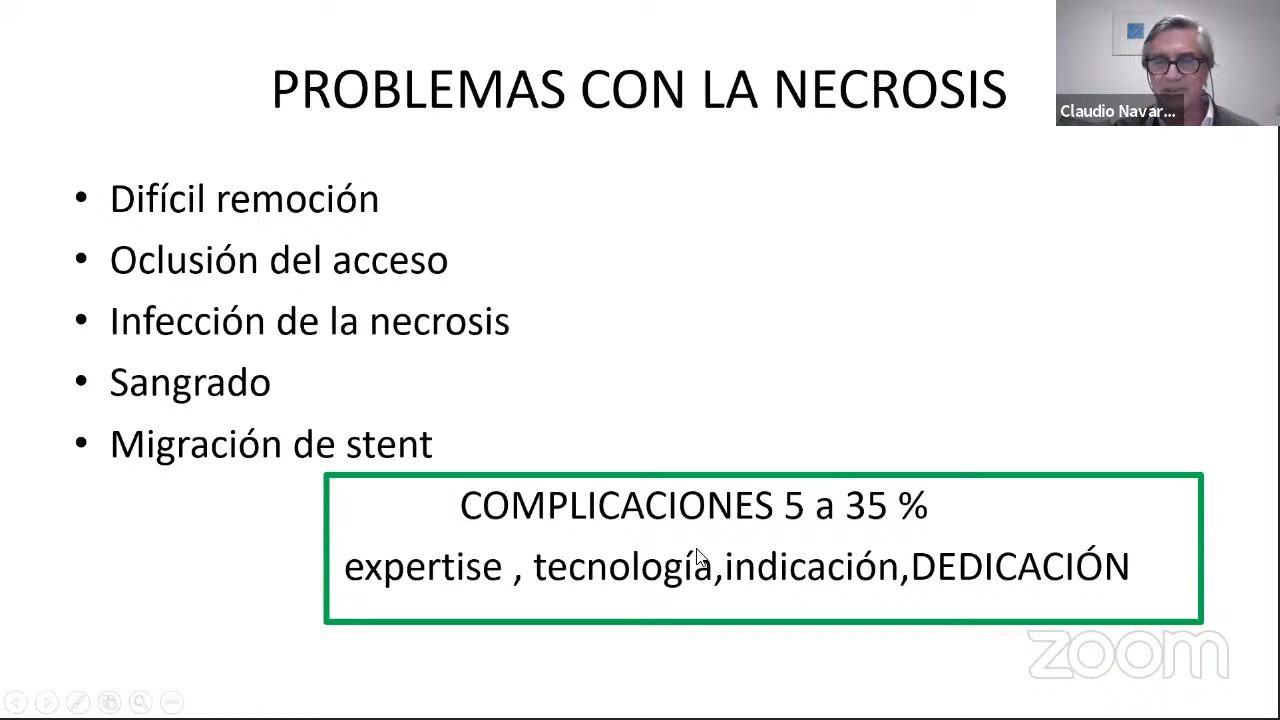 PROBLEMAS CON LA NECROSIS
Claudio Navar...
• Difícil remoción
• Oclusión del acceso
• Infección de la necrosis
• Sangrado
• Migración de stent
COMPLICACIONES 5 a 35 %
expertise , tecnología,indicación,DEDICACIÓN
zoom